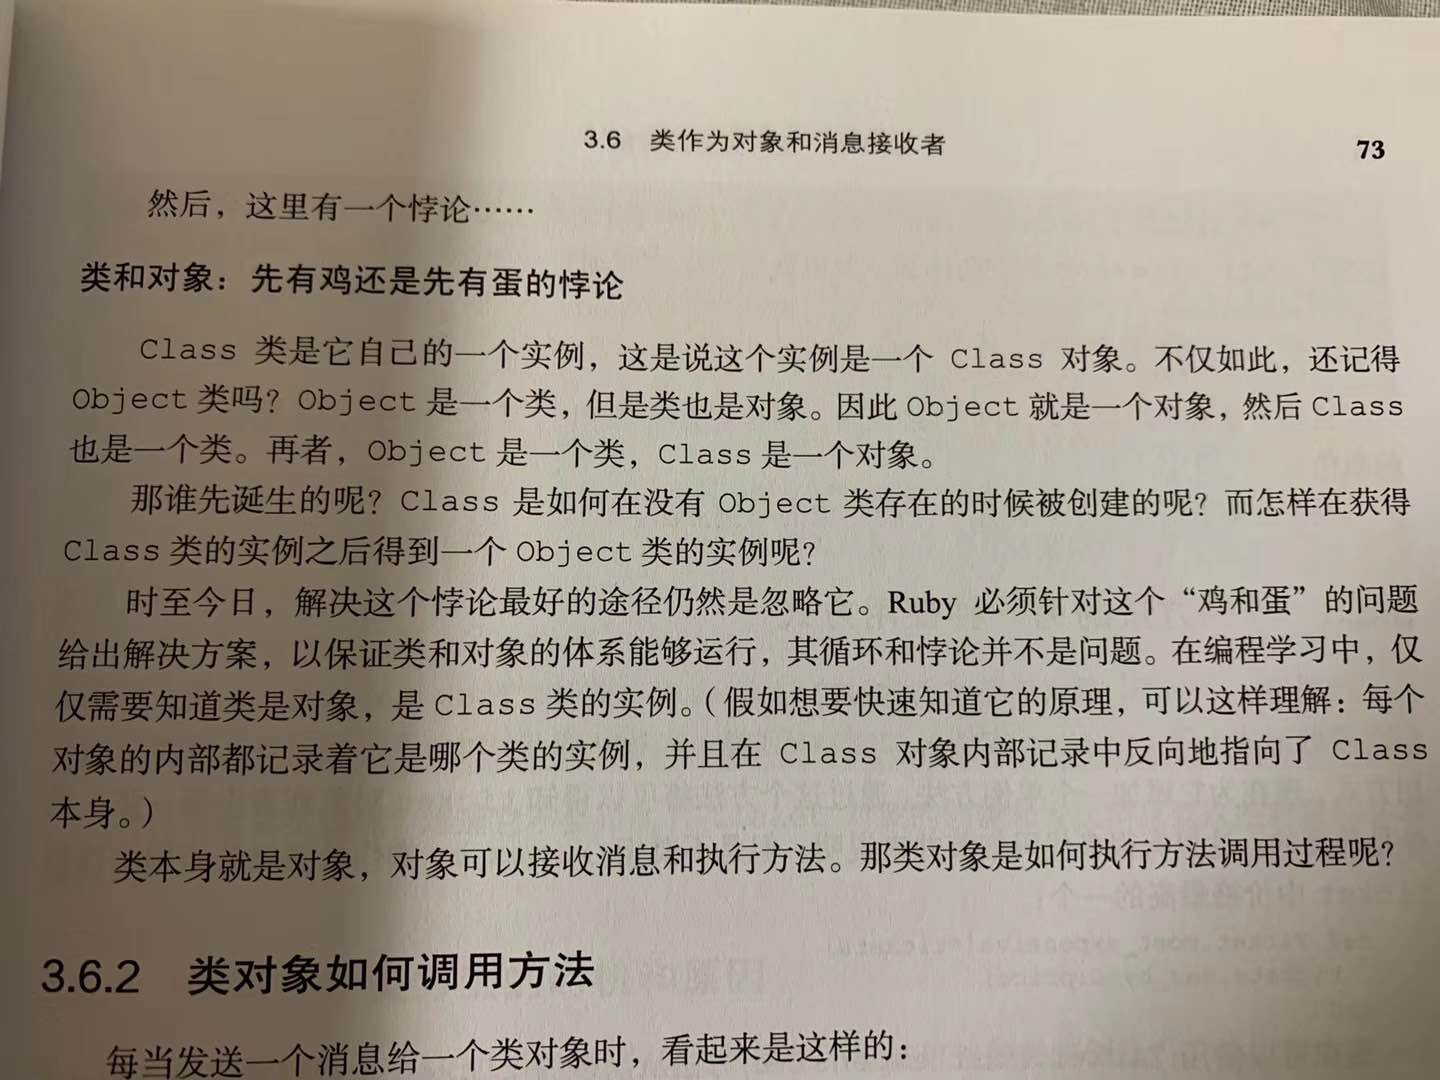 3.6 类作为对象和消息接收者 73
然后，这里有一个悖论……
类和对象：先有鸡还是先有蛋的悖论
Class 类是它自己的一个实例，这是说这个实例是一个 Class 对象。不仅如此，还记得
Object 类吗？Object 是一个类，但是类也是对象。因此 Object 就是一个对象，然后 Class
也是一个类。再者，Object 是一个类，Class 是一个对象。
那谁先诞生的呢？Class 是如何在没有 Object 类存在的时候被创建的呢？而怎样在获得
Class 类的实例之后得到一个 Object 类的实例呢？
时至今日，解决这个悖论最好的途径仍然是忽略它。Ruby 必须针对这个“鸡和蛋”的问题
给出解决方案，以保证类和对象的体系能够运行，其循环和悖论并不是问题。在编程学习中，仅
仅需要知道类是对象，是 Class 类的实例。（假如想要快速知道它的原理，可以这样理解：每个
对象的内部都记录着它是哪个类的实例，并且在 Class 对象内部记录中反向地指向了 Class
本身。）
类本身就是对象，对象可以接收消息和执行方法。那类对象是如何执行方法调用过程呢？
3.6.2 类对象如何调用方法
每当发送一个消息给一个类对象时，看起来是这样的：